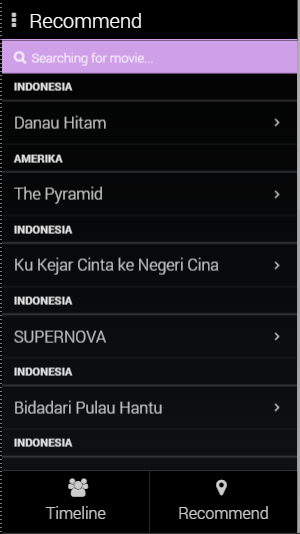 Recommend
Searching for movie...
INDONESIA
Danau Hitam
AMERIKA
The Pyramid
INDONESIA
Ku Kejar Cinta ke Negeri Cina
INDONESIA
SUPERNOVA
INDONESIA
Bidadari Pulau Hantu
INDONESIA
Timeline
Recommend